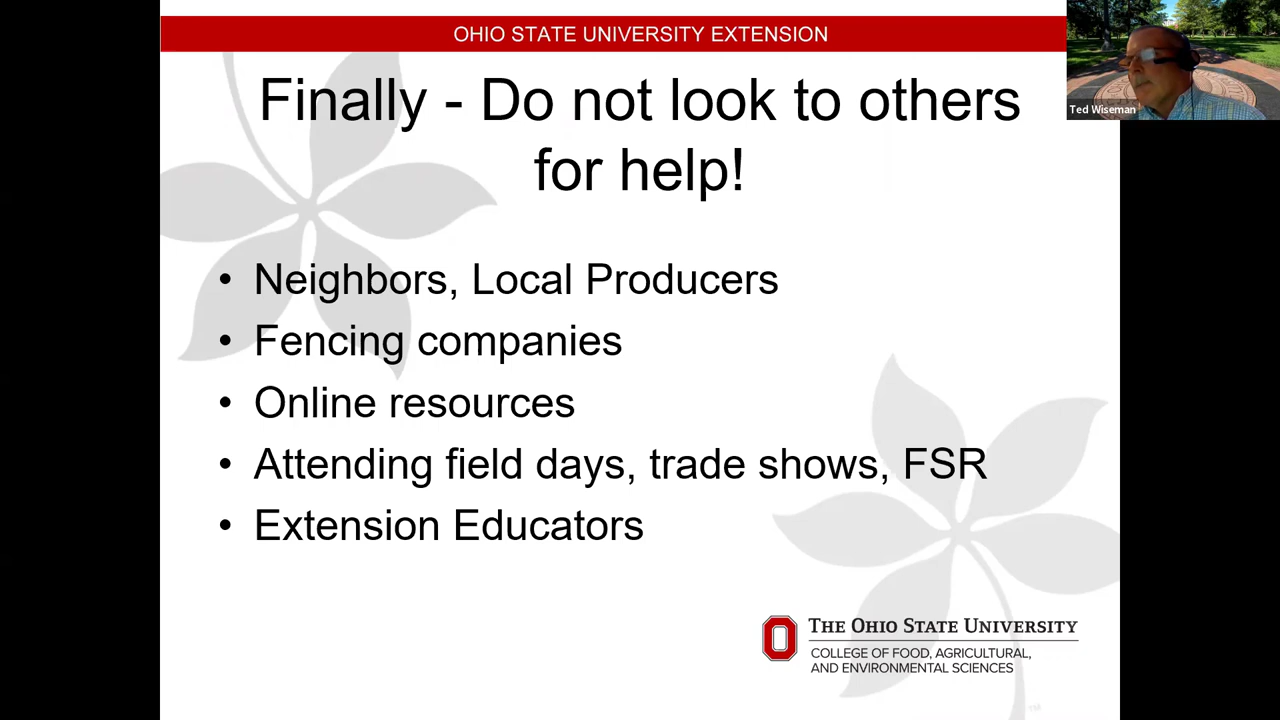 OHIO STATE UNIVERSITY EXTENSION
Ted Wiseman
Finally - Do not look to others
for help!
• Neighbors, Local Producers
• Fencing companies
• Online resources
• Attending field days, trade shows, FSR
• Extension Educators
THE OHIO STATE UNIVERSITY
COLLEGE OF FOOD, AGRICULTURAL,
AND ENVIRONMENTAL SCIENCES
TM